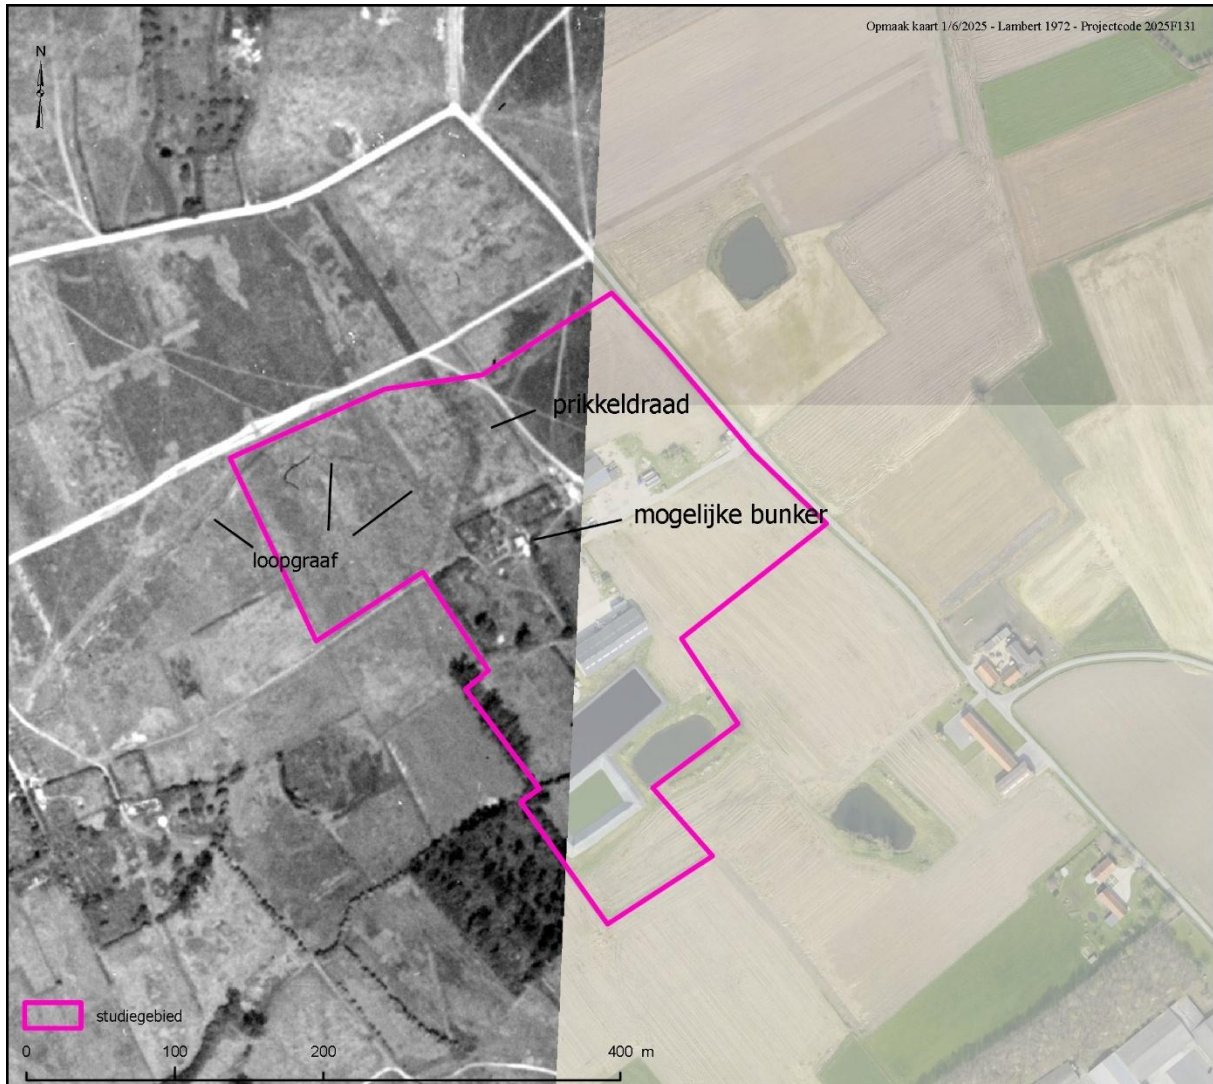 Opmaak kaart 1/6/2025 - Lambert 1972 - Projectcode 2025F131
N
prikkeldraad
mogelijke bunker
loopgraaf
studiegebied
0 100 200 400 m